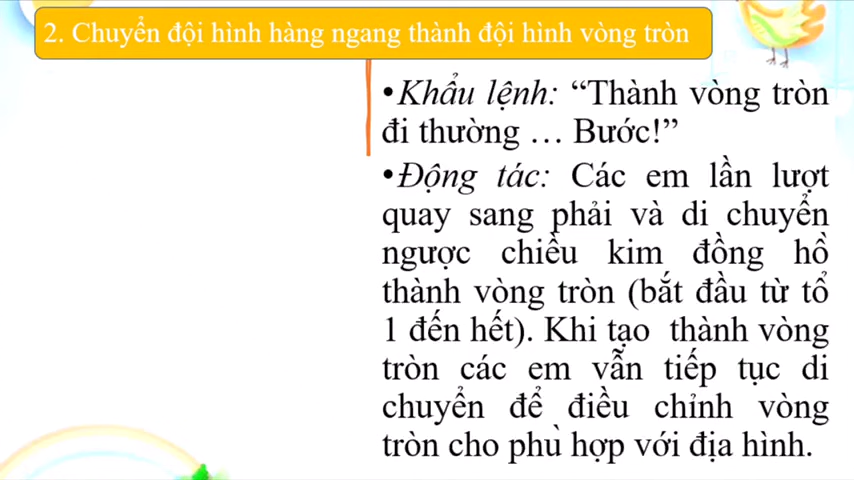 2. Chuyển đội hình hàng ngang thành đội hình vòng tròn
•Khẩu lệnh: “Thành vòng tròn
đi thường … Bước!”
•Động tác: Các em lần lượt
quay sang phải và di chuyển
ngược chiều kim đồng hồ
thành vòng tròn (bắt đầu từ tổ
1 đến hết). Khi tạo thành vòng
tròn các em vẫn tiếp tục di
chuyển để điều chỉnh vòng
tròn cho phù hợp với địa hình.